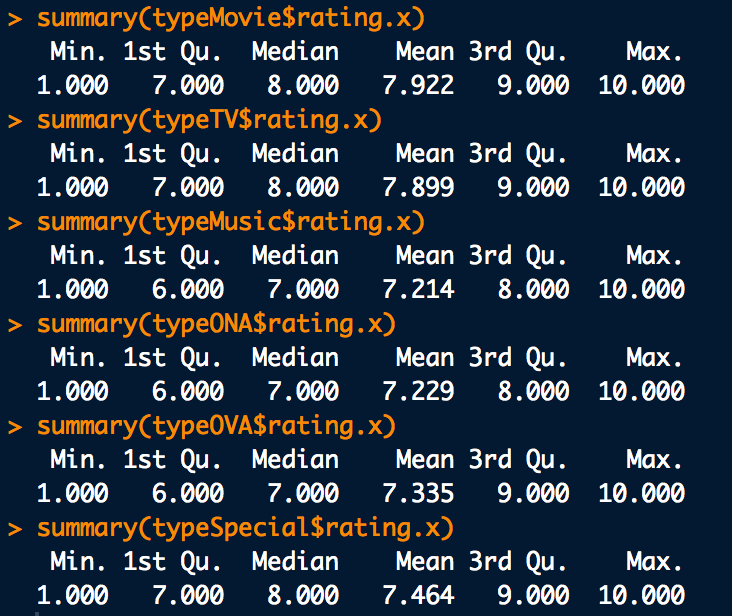 > summary(typeMovie$rating.x)
Min. 1st Qu. Median Mean 3rd Qu. Max.
1.000 7.000 8.000 7.922 9.000 10.000
> summary(typeTV$rating.x)
Min. 1st Qu. Median Mean 3rd Qu. Max.
1.000 7.000 8.000 7.899 9.000 10.000
> summary(typeMusic$rating.x)
Min. 1st Qu. Median Mean 3rd Qu. Max.
1.000 6.000 7.000 7.214 8.000 10.000
> summary(typeONA$rating.x)
Min. 1st Qu. Median Mean 3rd Qu. Max.
1.000 6.000 7.000 7.229 8.000 10.000
> summary(typeOVA$rating.x)
Min. 1st Qu. Median Mean 3rd Qu. Max.
1.000 6.000 7.000 7.335 9.000 10.000
> summary(typeSpecial$rating.x)
Min. 1st Qu. Median Mean 3rd Qu. Max.
1.000 7.000 8.000 7.464 9.000 10.000